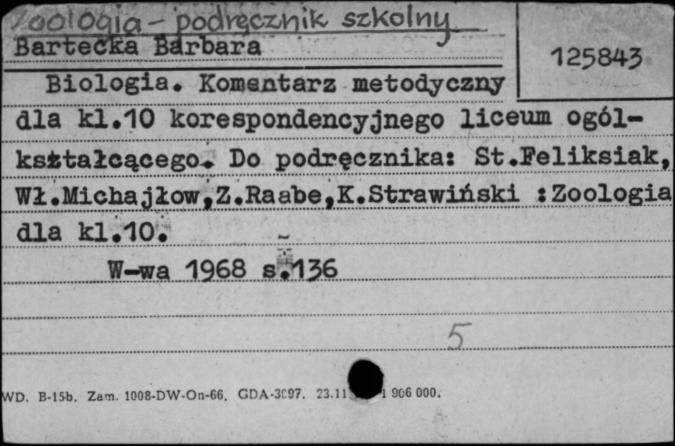 Zoologia - podręcznik szkolny
Bartecka Barbara
125843
Biologia. Komentarz metodyczny
dla kl.10 korespondencyjnego liceum ogól-
kształcącego. Do podręcznika: St.Feliksiak,
Wł.Michajłow,Z.Raabe,K.Strawiński :Zoologia
dla kl.10.
W-wa 1968 s.136
5
WD. B-15b. Zam. 1008-DW-On-66. GDA-3097. 23.11 1 906 000.